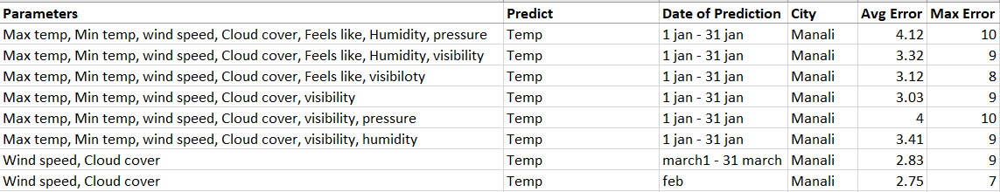 Parameters Predict Date of Prediction City Avg Error Max Error
Max temp, Min temp, wind speed, Cloud cover, Feels like, Humidity, pressure Temp 1 jan - 31 jan Manali 4.12 10
Max temp, Min temp, wind speed, Cloud cover, Feels like, Humidity, visibility Temp 1 jan - 31 jan Manali 3.32 9
Max temp, Min temp, wind speed, Cloud cover, Feels like, visibiloty Temp 1 jan - 31 jan Manali 3.12 8
Max temp, Min temp, wind speed, Cloud cover, visibility Temp 1 jan - 31 jan Manali 3.03 9
Max temp, Min temp, wind speed, Cloud cover, visibility, pressure Temp 1 jan - 31 jan Manali 4 10
Max temp, Min temp, wind speed, Cloud cover, visibility, humidity Temp 1 jan - 31 jan Manali 3.41 9
Wind speed, Cloud cover Temp march1 - 31 march Manali 2.83 9
Wind speed, Cloud cover Temp feb Manali 2.75 7